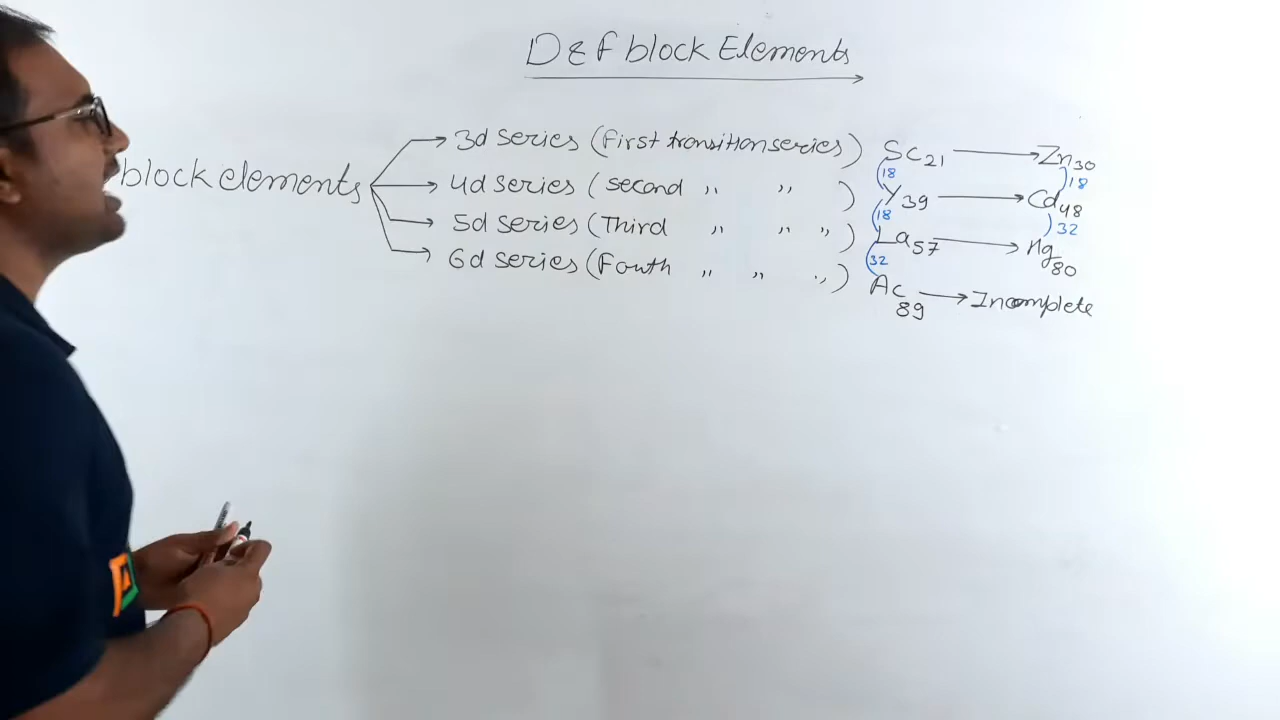 D & F block Elements
block elements
3d series (First transition series) Sc21 → Zn30
18 18
4d series (second ,, ,, ) Y39 → Cd48
18 32
5d series (Third ,, ,, ,,) La57 → Hg80
32
6d series (Fouth ,, ,, ,,) Ac89 → Incomplete